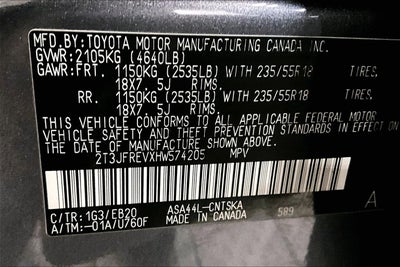 MFD.BY:TOYOTA MOTOR MANUFACTURING CANADA INC.
GVWR:2105KG (4640LB)
GAWR:FRT. 1150KG (2535LB) WITH 235/55R18 TIRES.
18X7.5J RIMS.
RR. 1150KG (2535LB) WITH 235/55R18 TIRES.
18X7.5J RIMS.
THIS VEHICLE CONFORMS TO ALL APPLICABLE FEDERAL MOTOR
VEHICLE SAFETY AND THEFT PREVENTION STANDARDS IN EFFECT ON
THE DATE OF MANUFACTURE SHOWN ABOVE.
2T3JFREVXHW574205 MPV
C/TR:1G3/EB20 ASA44L-CNTSKA A
A/TM:-01A/U760F MADE IN CANADA 589